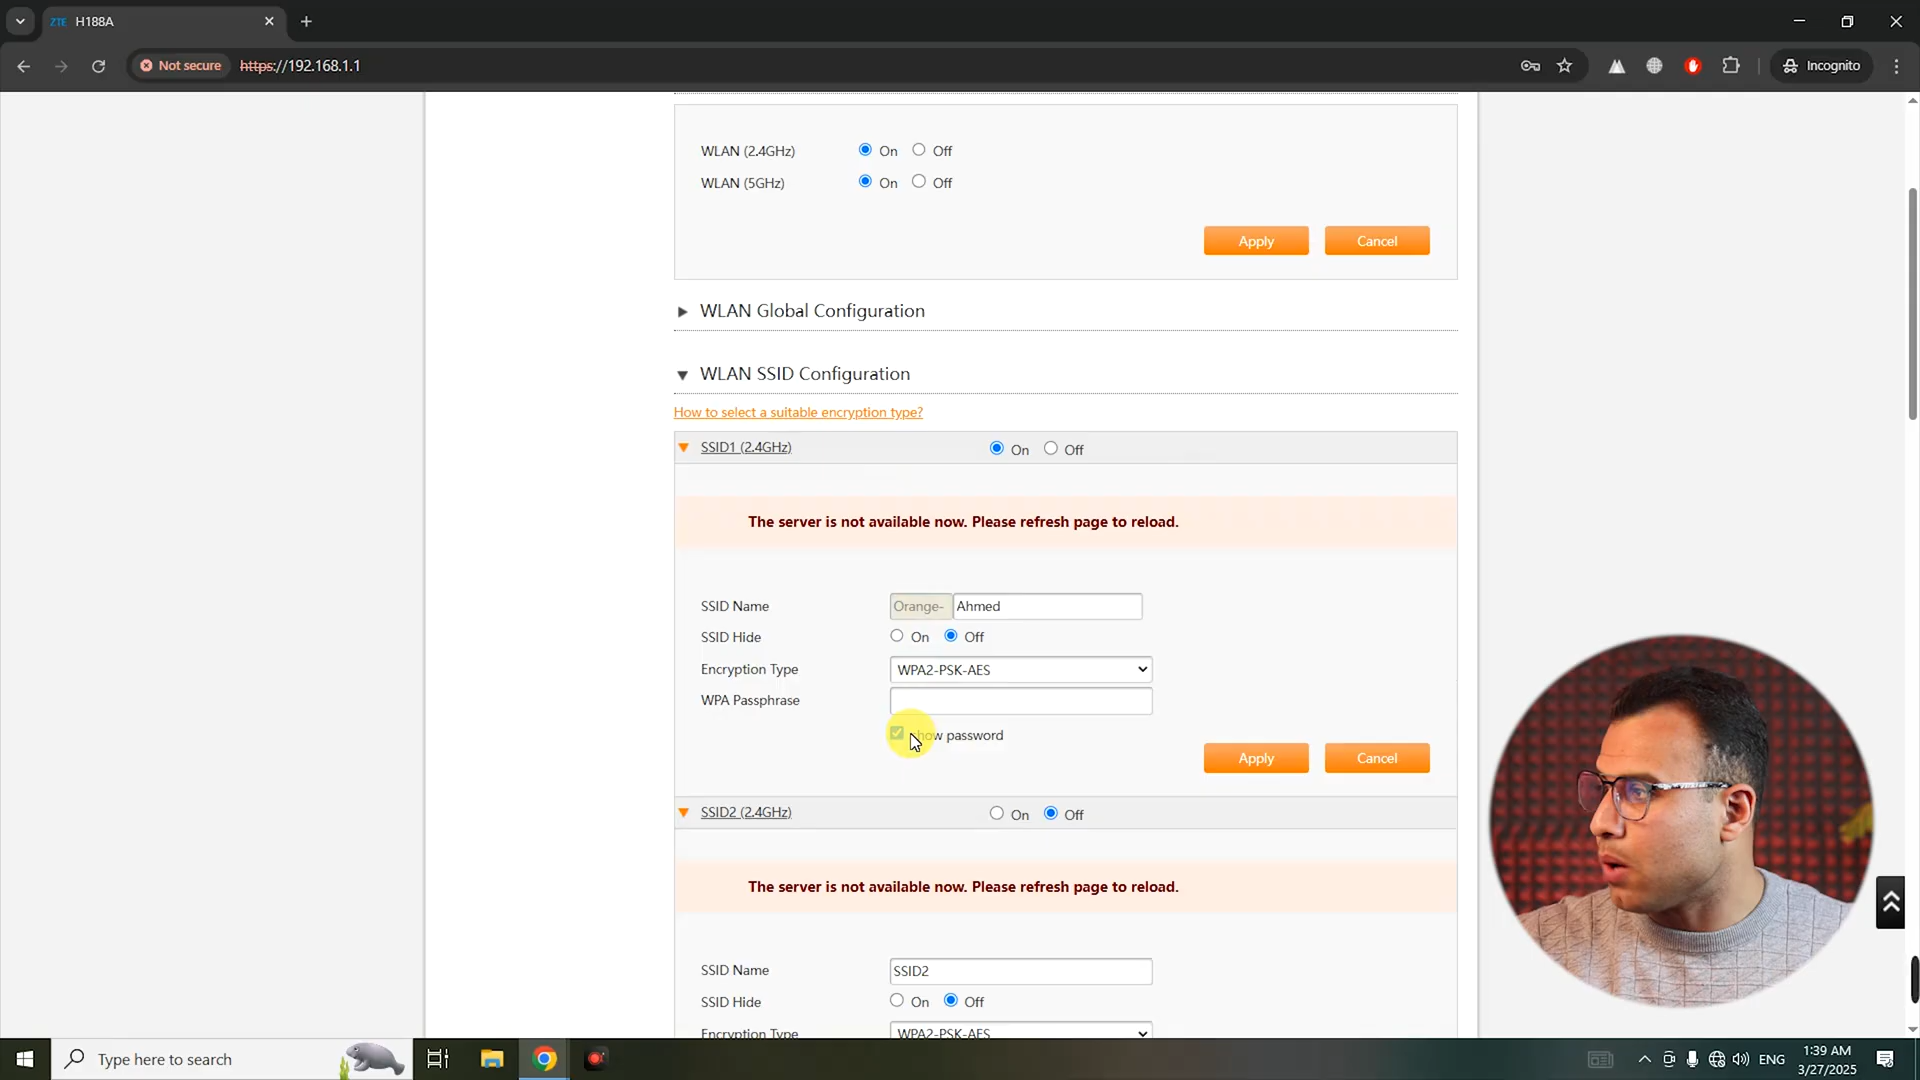 ZTE H188A
Not secure https://192.168.1.1
Incognito
WLAN (2.4GHz) On Off
WLAN (5GHz) On Off
Apply Cancel
WLAN Global Configuration
WLAN SSID Configuration
How to select a suitable encryption type?
SSID1 (2.4GHz) On Off
The server is not available now. Please refresh page to reload.
SSID Name Orange- Ahmed
SSID Hide On Off
Encryption Type WPA2-PSK-AES
WPA Passphrase
Show password
Apply Cancel
SSID2 (2.4GHz) On Off
The server is not available now. Please refresh page to reload.
SSID Name SSID2
SSID Hide On Off
Encryption Type WPA2-PSK-AES
Type here to search
ENG
1:39 AM
3/27/2025